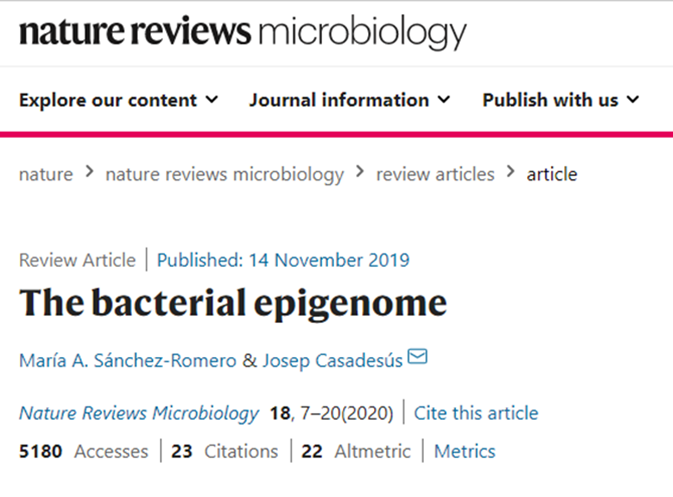 nature reviews microbiology
Explore our content Journal information Publish with us
nature > nature reviews microbiology > review articles > article
Review Article | Published: 14 November 2019
The bacterial epigenome
María A. Sánchez-Romero & Josep Casadesús
Nature Reviews Microbiology 18, 7–20(2020) | Cite this article
5180 Accesses | 23 Citations | 22 Altmetric | Metrics